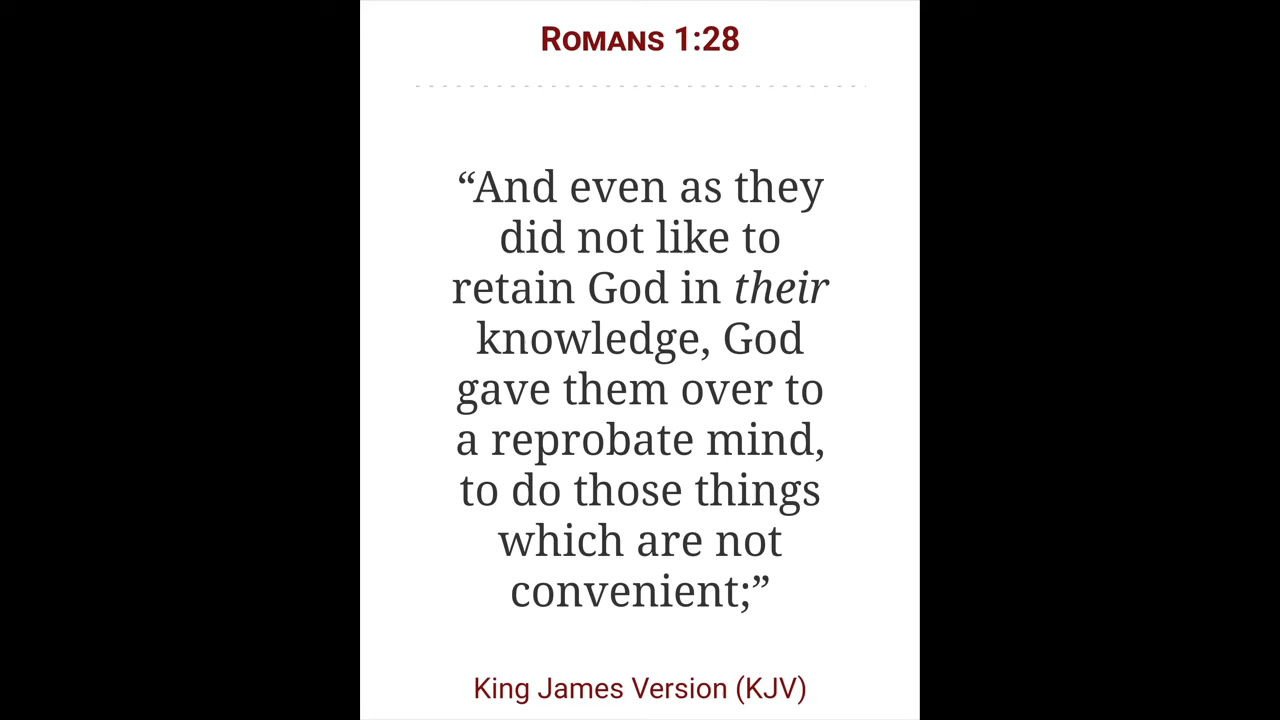 Romans 1:28
“And even as they
did not like to
retain God in their
knowledge, God
gave them over to
a reprobate mind,
to do those things
which are not
convenient;”
King James Version (KJV)